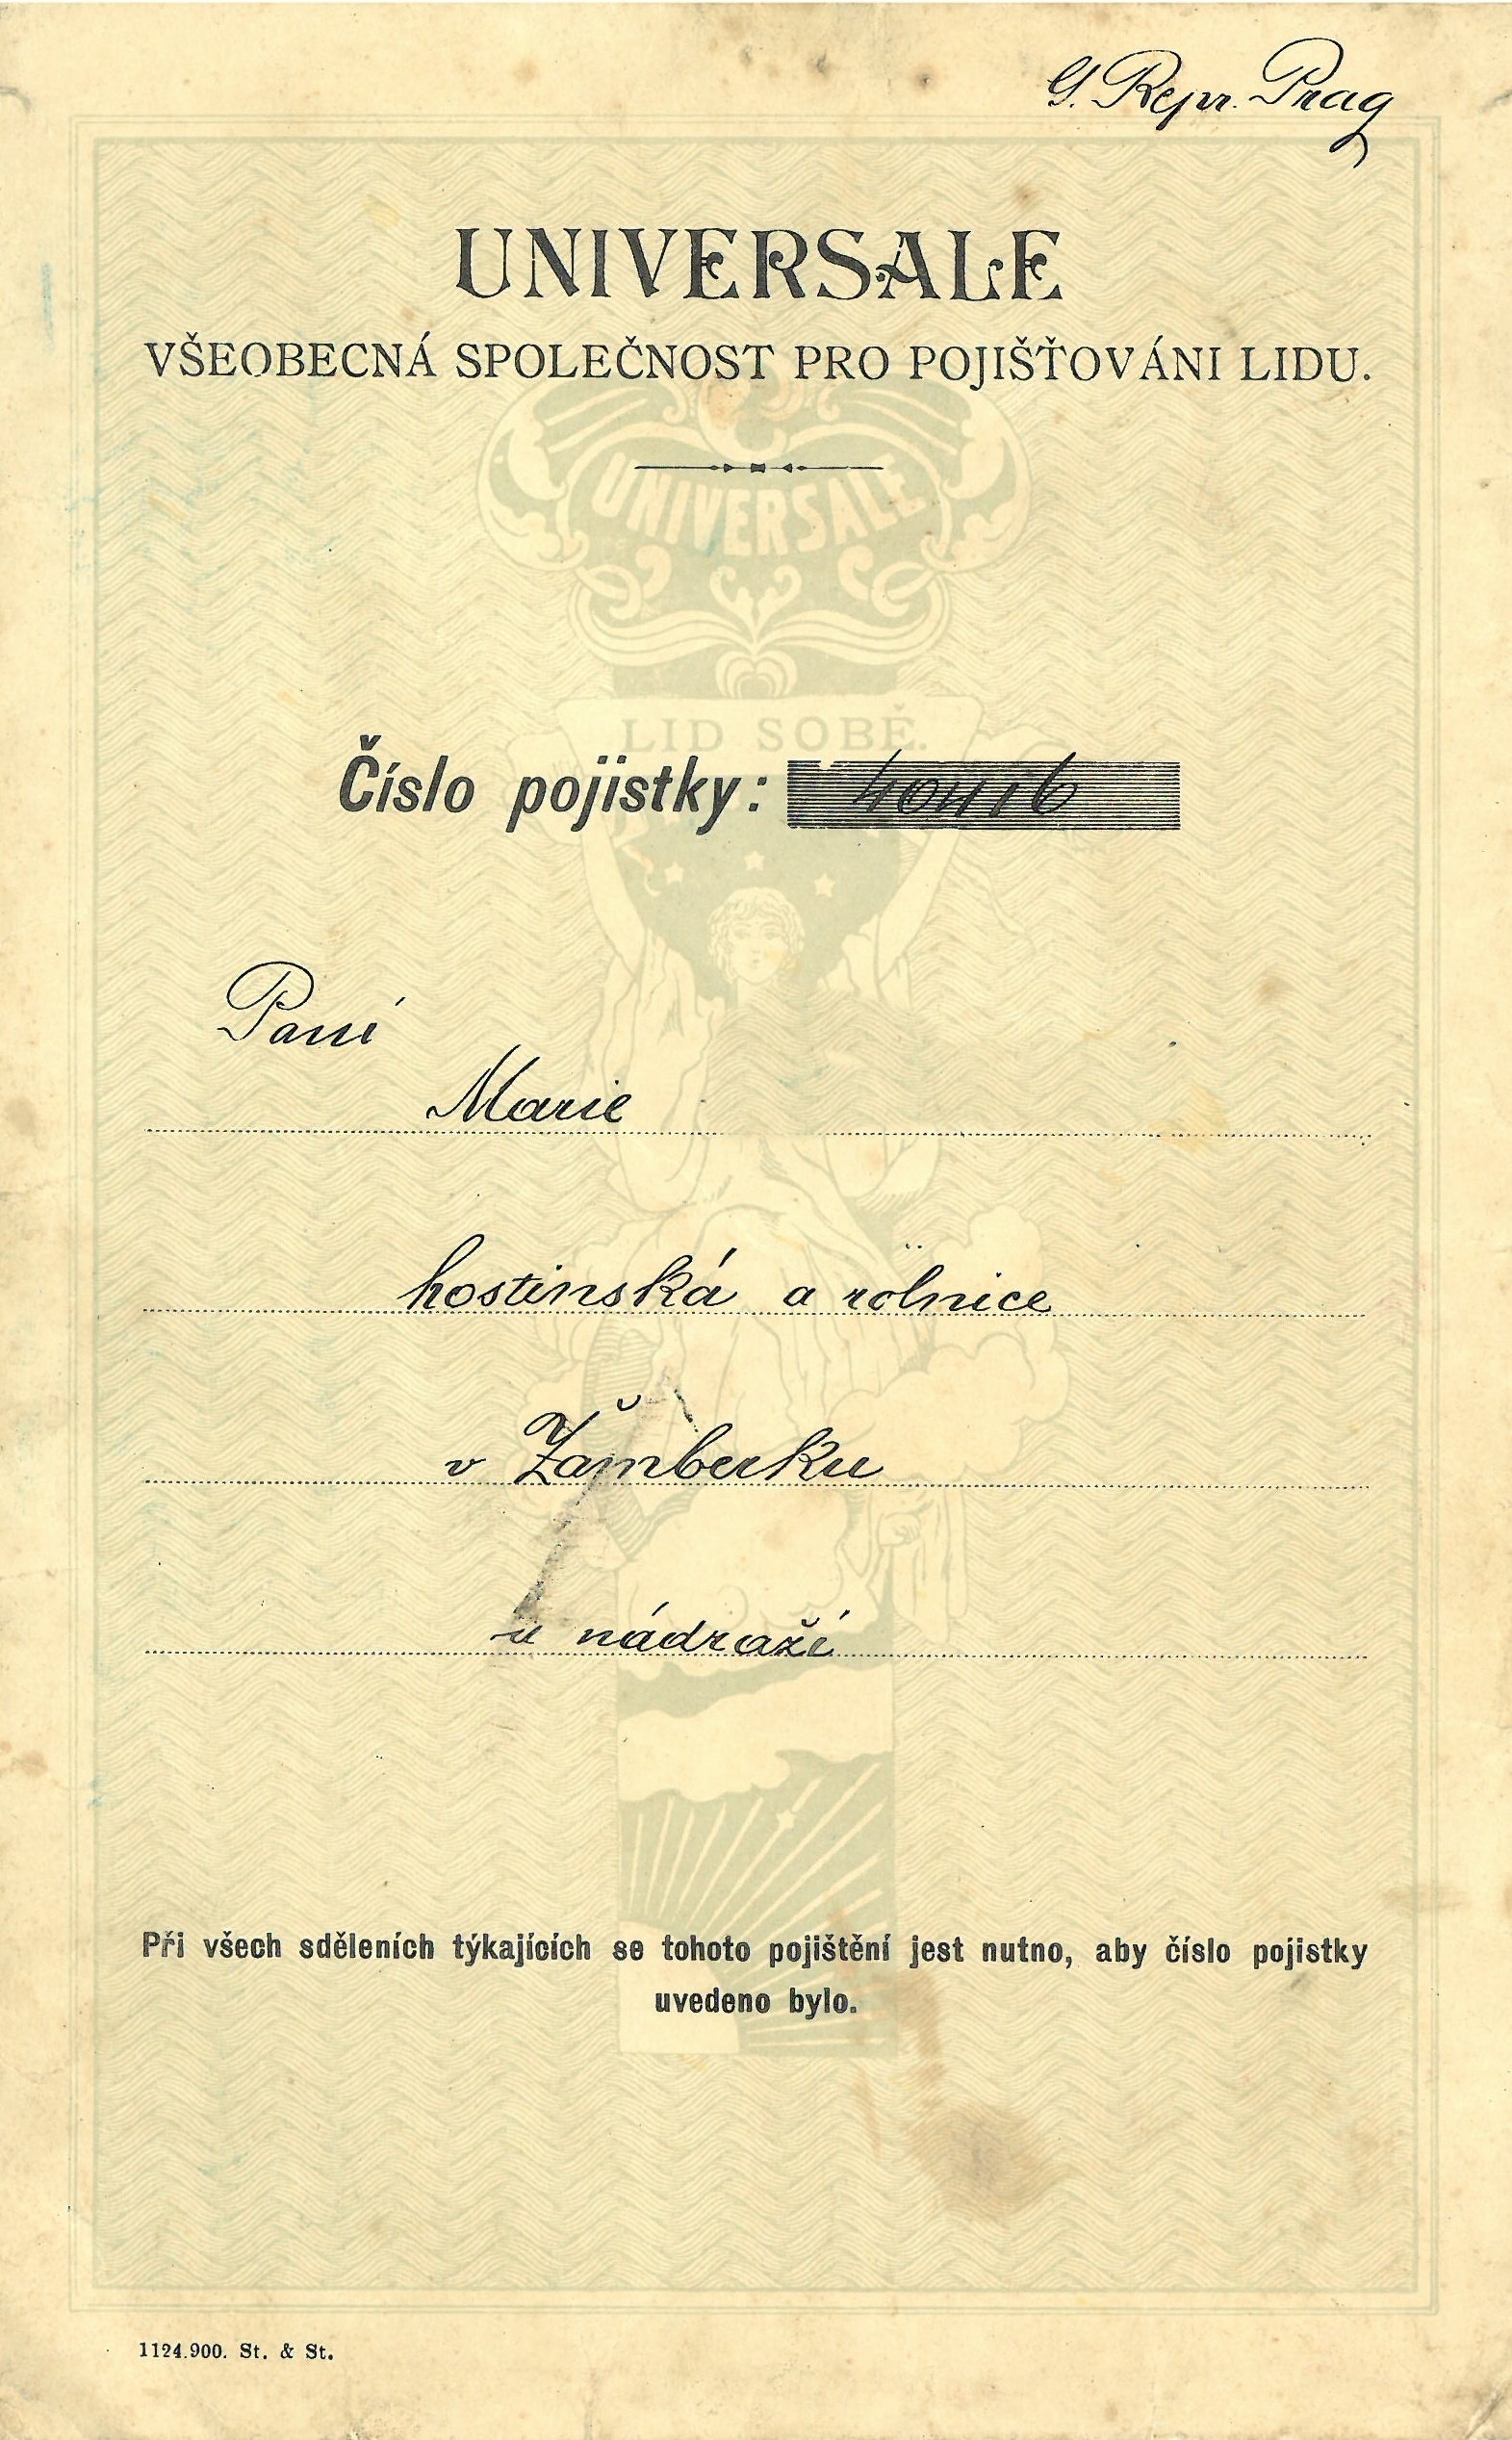 G. Repr. Prag
UNIVERSALE
VŠEOBECNÁ SPOLEČNOST PRO POJIŠŤOVÁNI LIDU.
UNIVERSALE
LID SOBĚ.
Číslo pojistky:
Paní
Marie
hostinská a rolnice
v Žamberku
u nádraží
Při všech sděleních týkajících se tohoto pojištění jest nutno, aby číslo pojistky
uvedeno bylo.
1124.900. St. & St.